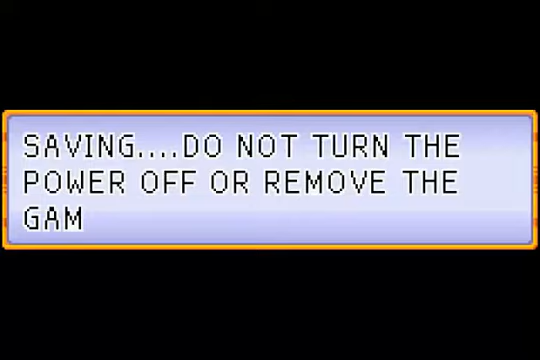 SAVING....DO NOT TURN THE
POWER OFF OR REMOVE THE
GAM